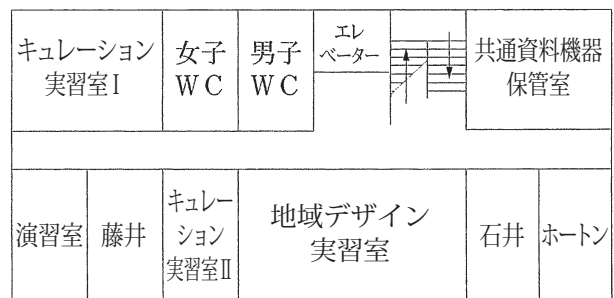 キュレーション
実習室Ⅰ
女子
WC
男子
WC
エレ
ベーター
共通資料機器
保管室
演習室
藤井
キュレー
ション
実習室Ⅱ
地域デザイン
実習室
石井
ホートン